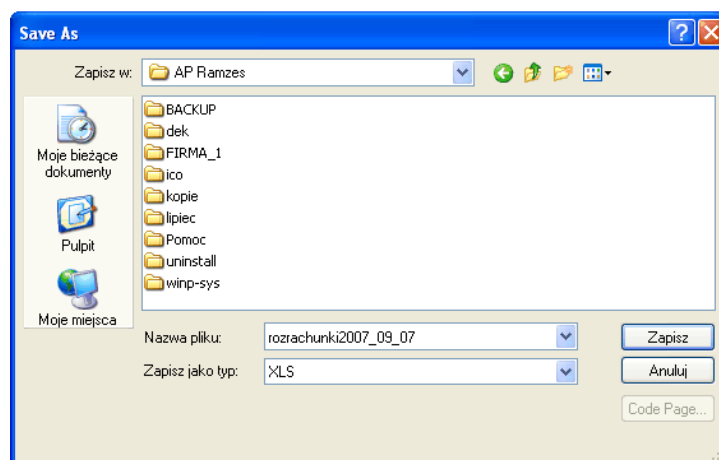 Save As
Zapisz w: AP Ramzes
BACKUP
dek
FIRMA_1
ico
kopie
lipiec
Pomoc
uninstall
winp-sys
Moje bieżące
dokumenty
Pulpit
Moje miejsca
Nazwa pliku: rozrachunki2007_09_07 Zapisz
Zapisz jako typ: XLS Anuluj
Code Page...